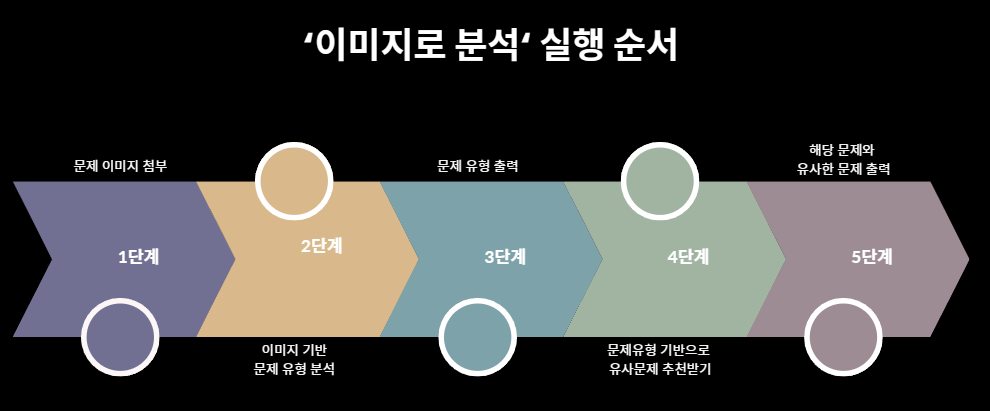 ‘이미지로 분석‘ 실행 순서
문제 이미지 첨부
1단계
2단계
이미지 기반
문제 유형 분석
문제 유형 출력
3단계
4단계
문제유형 기반으로
유사문제 추천받기
해당 문제와
유사한 문제 출력
5단계